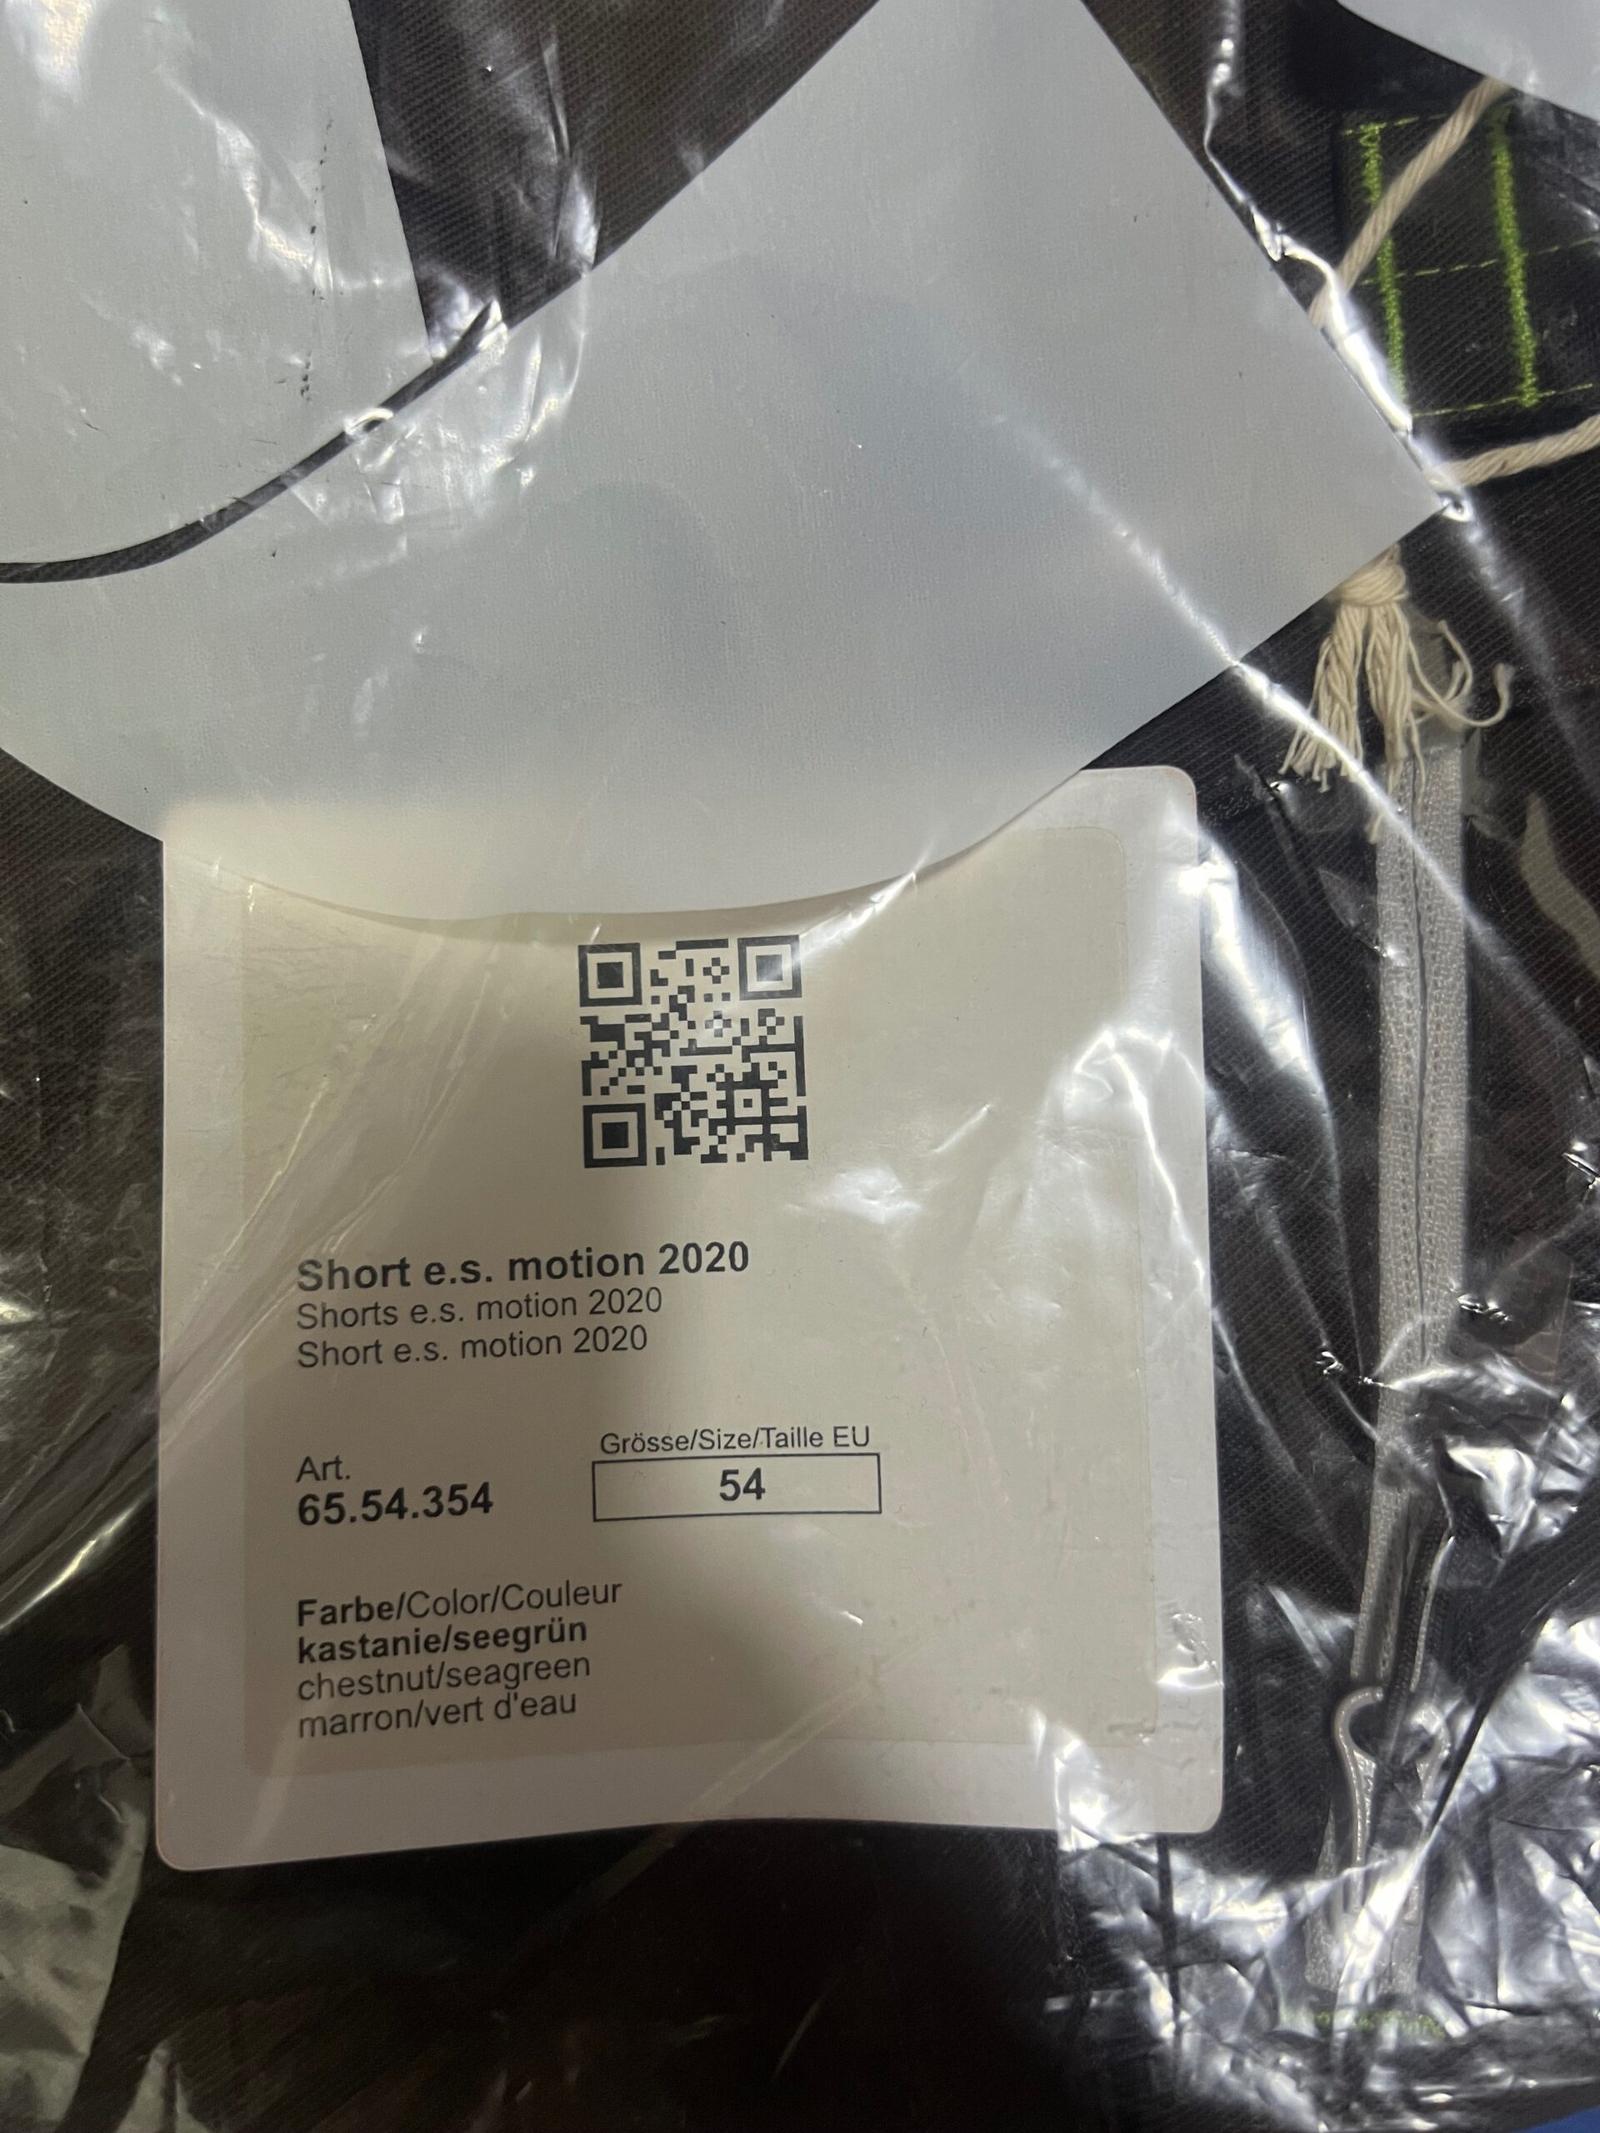 Short e.s. motion 2020
Shorts e.s. motion 2020
Short e.s. motion 2020
Art.
65.54.354
Grösse/Size/Taille EU
54
Farbe/Color/Couleur
kastanie/seegrün
chestnut/seagreen
marron/vert d'eau